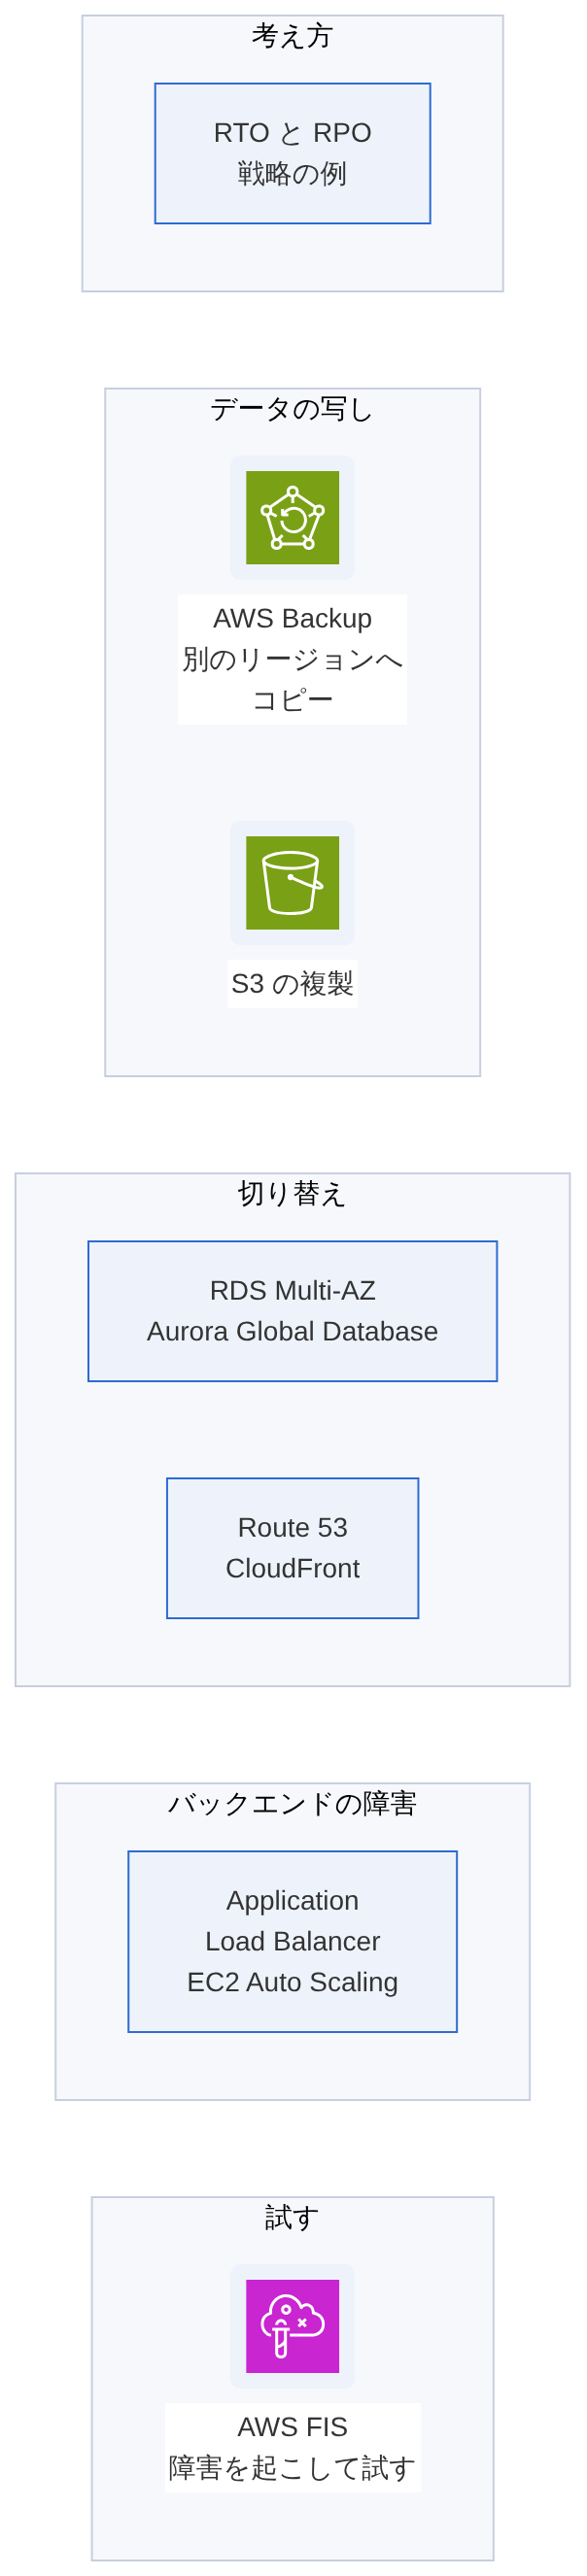 考え方
RTO と RPO
戦略の例
データの写し
AWS Backup
別のリージョンへ
コピー
S3 の複製
切り替え
RDS Multi-AZ
Aurora Global Database
Route 53
CloudFront
バックエンドの障害
Application
Load Balancer
EC2 Auto Scaling
試す
AWS FIS
障害を起こして試す